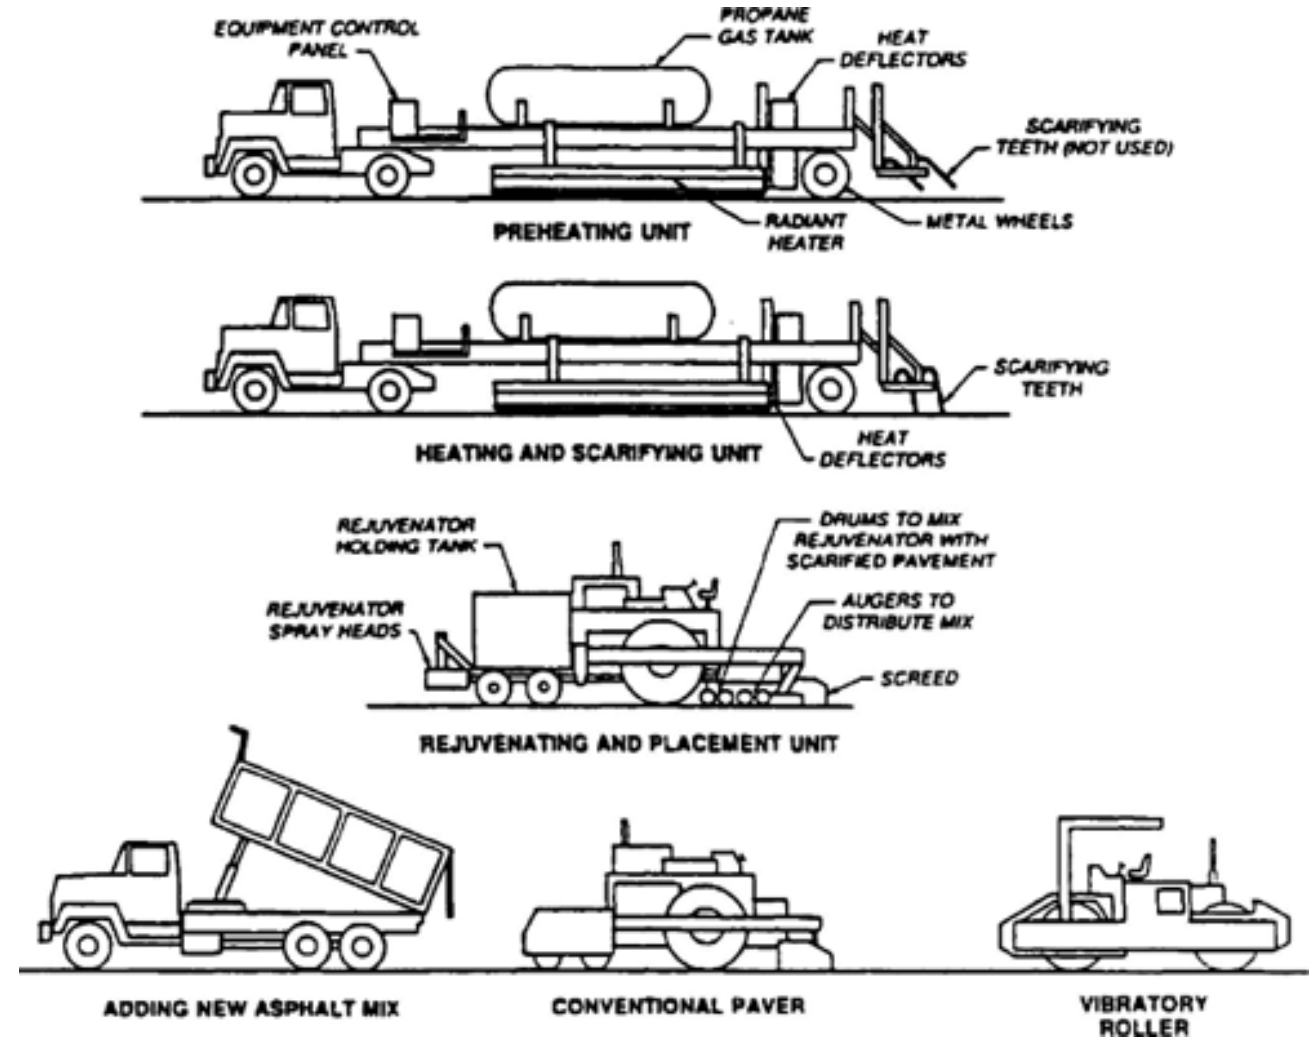 EQUIPMENT CONTROL
PANEL
PROPANE
GAS TANK
HEAT
DEFLECTORS
SCARIFYING
TEETH (NOT USED)
RADIANT
HEATER
METAL WHEELS
PREHEATING UNIT
SCARIFYING
TEETH
HEAT
DEFLECTORS
HEATING AND SCARIFYING UNIT
REJUVENATOR
HOLDING TANK
DRUMS TO MIX
REJUVENATOR WITH
SCARIFIED PAVEMENT
REJUVENATOR
SPRAY HEADS
AUGERS TO
DISTRIBUTE MIX
SCREED
REJUVENATING AND PLACEMENT UNIT
ADDING NEW ASPHALT MIX
CONVENTIONAL PAVER
VIBRATORY
ROLLER